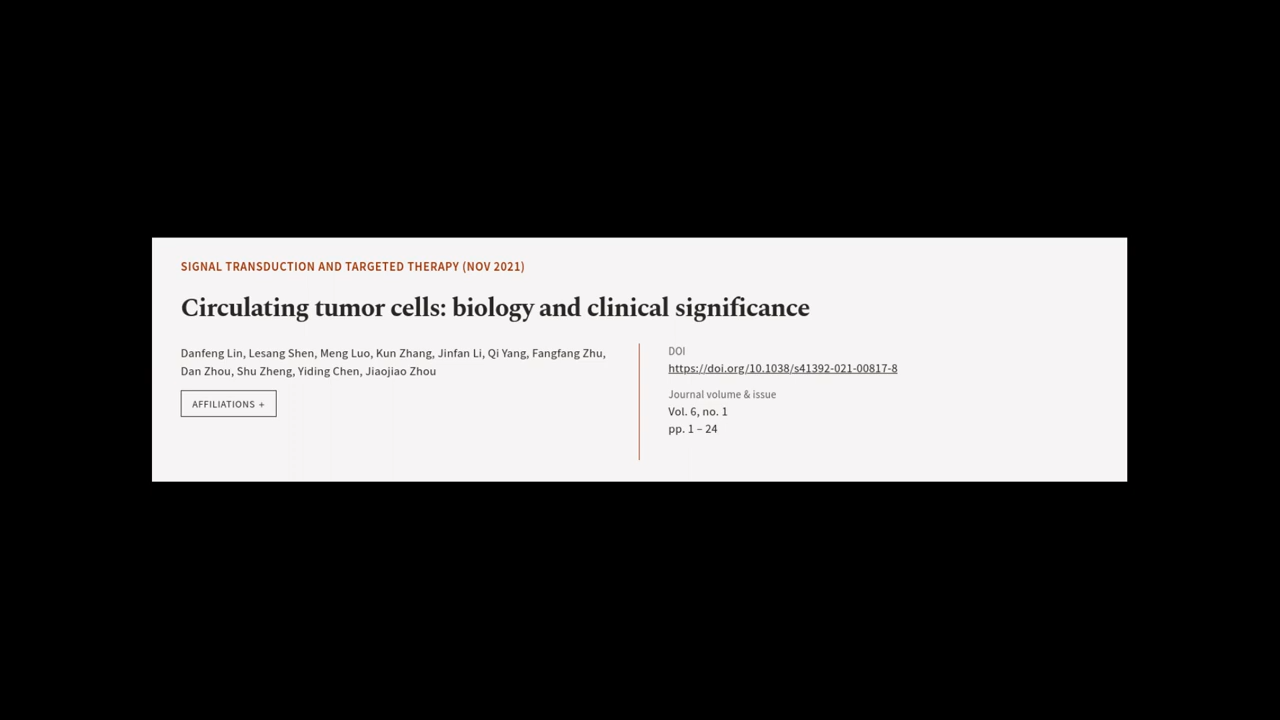 SIGNAL TRANSDUCTION AND TARGETED THERAPY (NOV 2021)
Circulating tumor cells: biology and clinical significance
Danfeng Lin, Lesang Shen, Meng Luo, Kun Zhang, Jinfan Li, Qi Yang, Fangfang Zhu,
Dan Zhou, Shu Zheng, Yiding Chen, Jiaojiao Zhou
AFFILIATIONS +
DOI
https://doi.org/10.1038/s41392-021-00817-8
Journal volume & issue
Vol. 6, no. 1
pp. 1 – 24